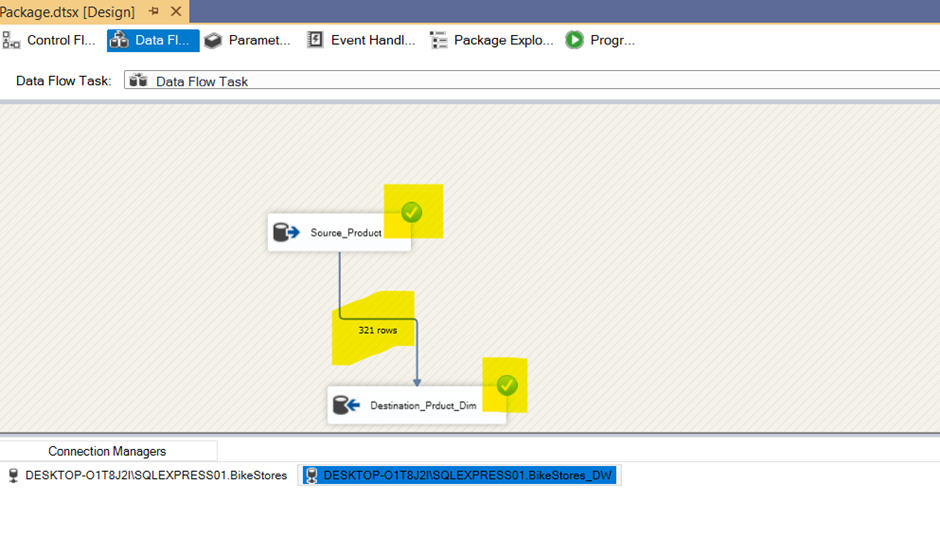 Package.dtsx [Design]
Control Fl... Data Fl... Paramet... Event Handl... Package Explo... Progr...
Data Flow Task: Data Flow Task
Source_Product
321 rows
Destination_Prduct_Dim
Connection Managers
DESKTOP-O1T8J2I\SQLEXPRESS01.BikeStores DESKTOP-O1T8J2I\SQLEXPRESS01.BikeStores_DW